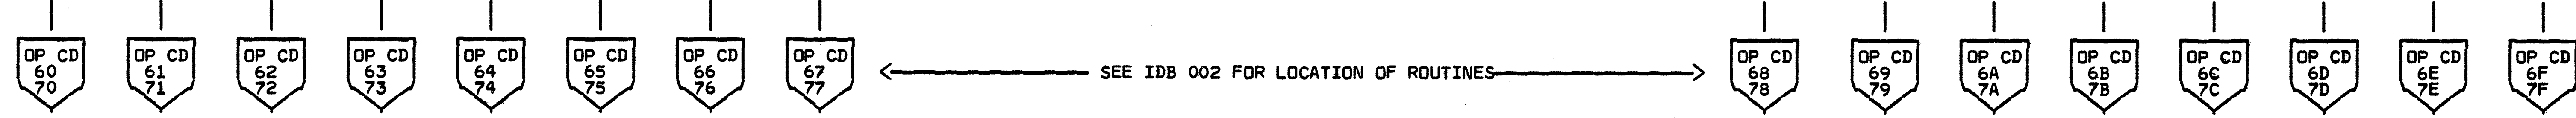 OP CD OP CD OP CD OP CD OP CD OP CD OP CD OP CD OP CD OP CD OP CD OP CD OP CD OP CD OP CD OP CD
60 61 62 63 64 65 66 67 SEE IDB 002 FOR LOCATION OF ROUTINES 68 69 6A 6B 6C 6D 6E 6F
70 71 72 73 74 75 76 77 78 79 7A 7B 7C 7D 7E 7F